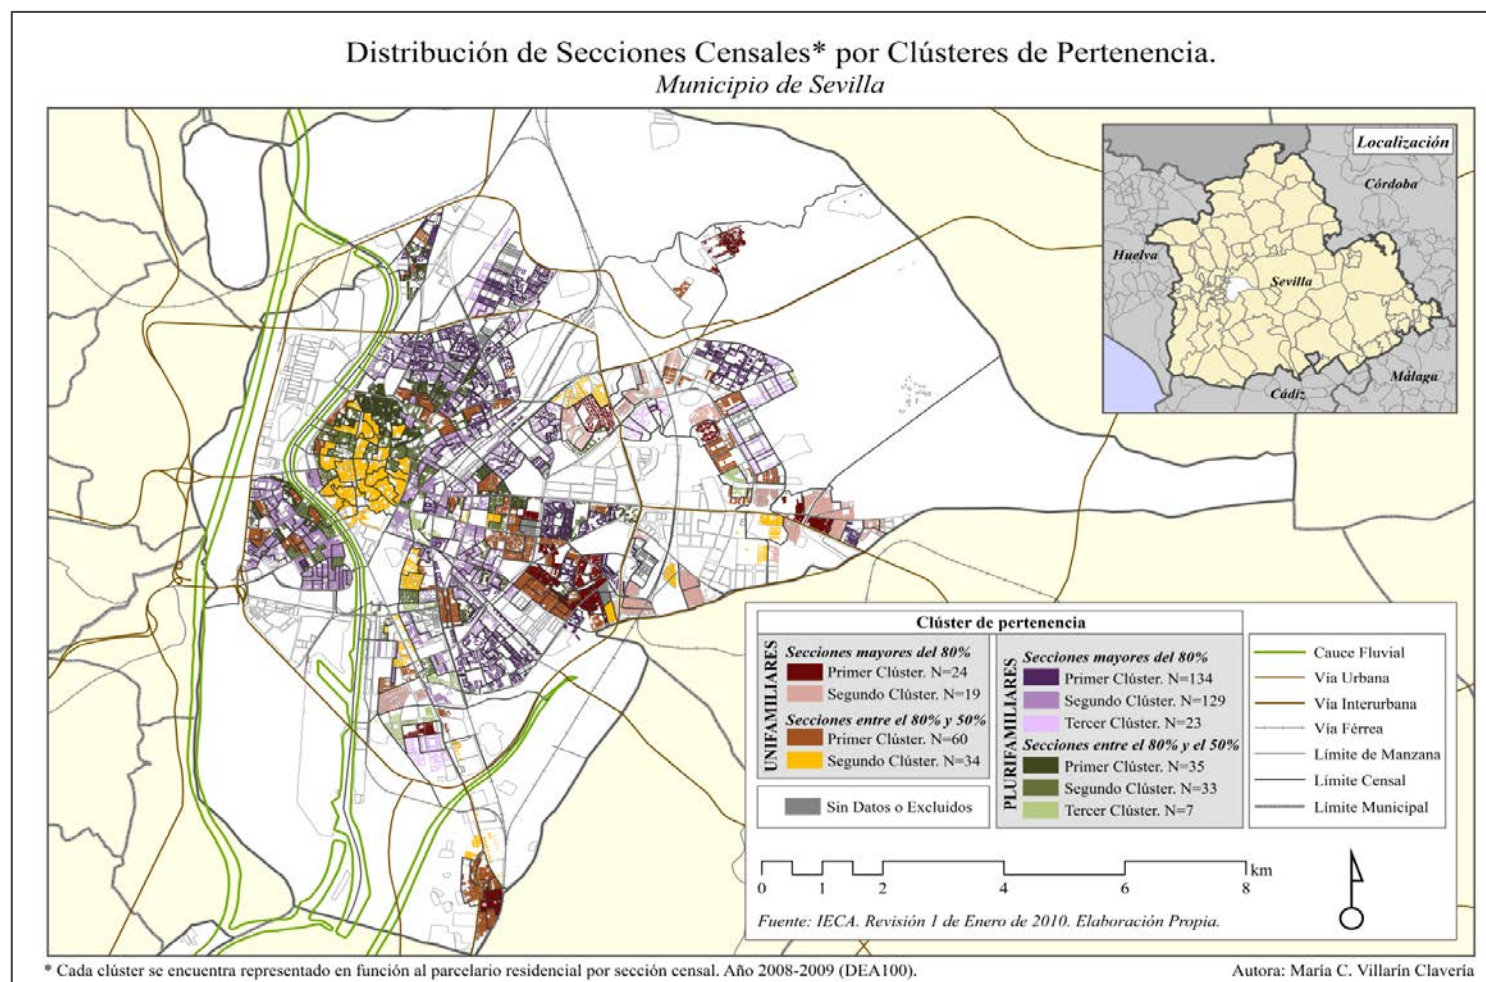 Distribución de Secciones Censales* por Clústeres de Pertenencia.
Municipio de Sevilla
Localización
Córdoba
Huelva
Sevilla
Málaga
Cádiz
Clúster de pertenencia
UNIFAMILIARES
Secciones mayores del 80%
Primer Clúster. N=24
Segundo Clúster. N=19
Secciones entre el 80% y 50%
Primer Clúster. N=60
Segundo Clúster. N=34
Sin Datos o Excluidos
PLURIFAMILIARES
Secciones mayores del 80%
Primer Clúster. N=134
Segundo Clúster. N=129
Tercer Clúster. N=23
Secciones entre el 80% y el 50%
Primer Clúster. N=35
Segundo Clúster. N=33
Tercer Clúster. N=7
Cauce Fluvial
Vía Urbana
Vía Interurbana
Vía Férrea
Límite de Manzana
Límite Censal
Límite Municipal
0 1 2 4 6 8 km
Fuente: IECA. Revisión 1 de Enero de 2010. Elaboración Propia.
* Cada clúster se encuentra representado en función al parcelario residencial por sección censal. Año 2008-2009 (DEA100).
Autora: María C. Villarín Clavería